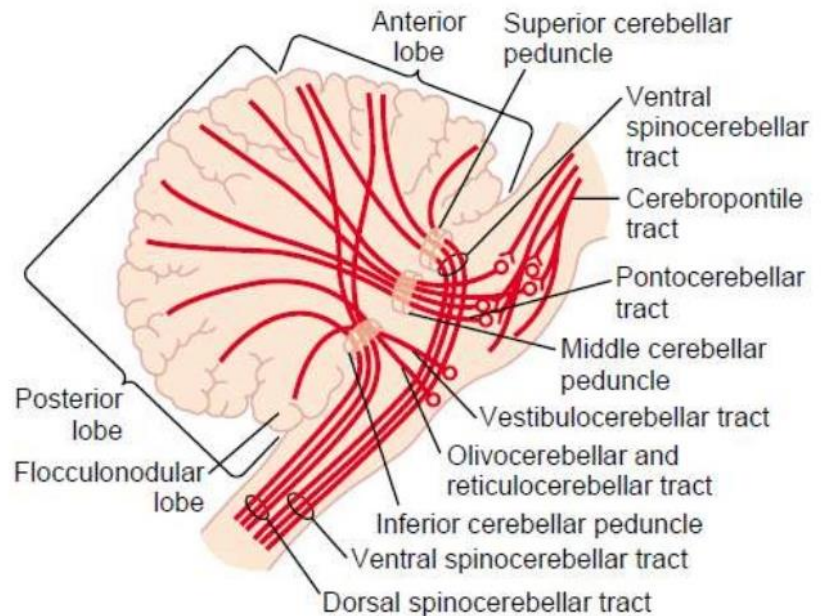 Anterior
lobe
Superior cerebellar
peduncle
Ventral
spinocerebellar
tract
Cerebropontile
tract
Pontocerebellar
tract
Middle cerebellar
peduncle
Vestibulocerebellar tract
Olivocerebellar and
reticulocerebellar tract
Inferior cerebellar peduncle
Ventral spinocerebellar tract
Dorsal spinocerebellar tract
Posterior
lobe
Flocculonodular
lobe